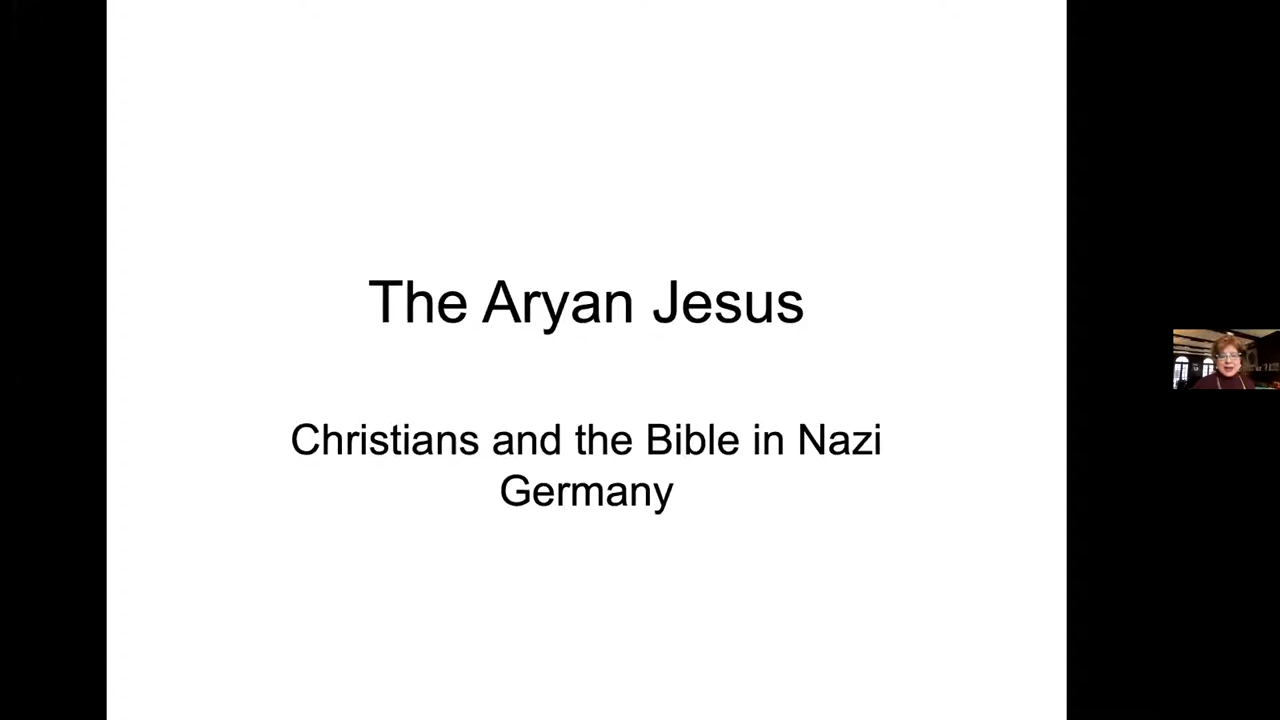 The Aryan Jesus
Christians and the Bible in Nazi
Germany